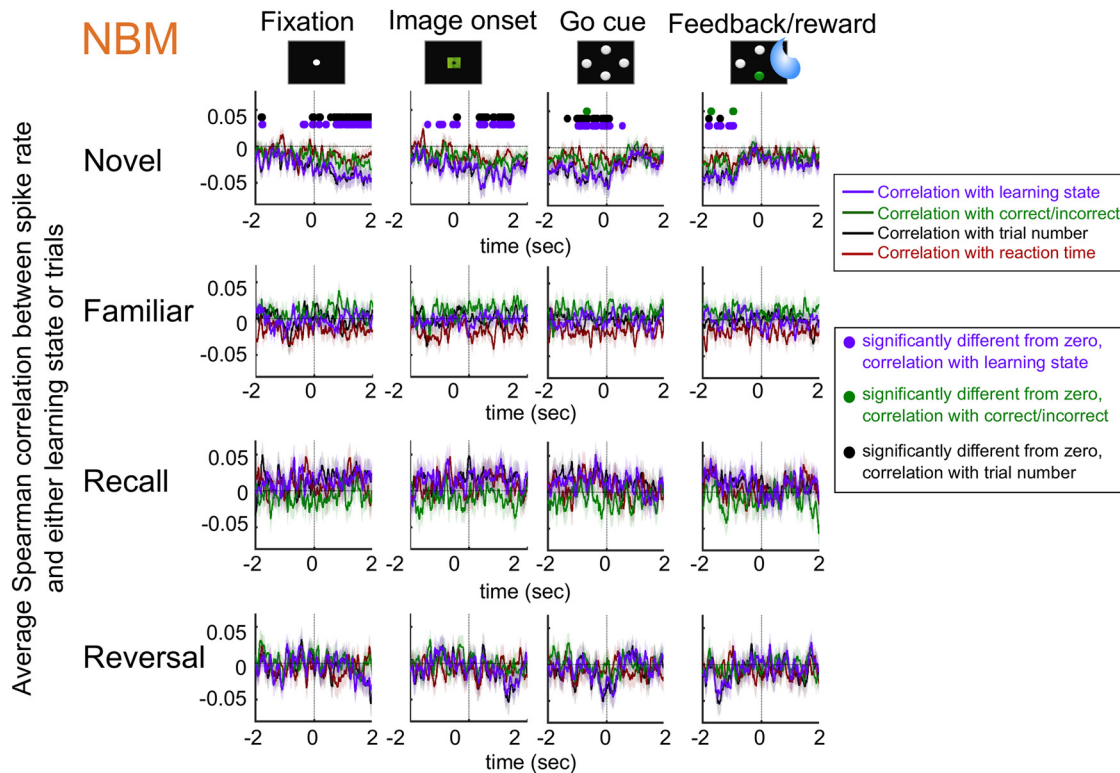 NBM
Fixation
Image onset
Go cue
Feedback/reward
Average Spearman correlation between spike rate
and either learning state or trials
Novel
0.05
0
-0.05
-2 0 2
-2 0 2
-2 0 2
-2 0 2
time (sec)
time (sec)
Familiar
0.05
0
-0.05
-2 0 2
-2 0 2
-2 0 2
-2 0 2
time (sec)
time (sec)
Recall
0.05
0
-0.05
-2 0 2
-2 0 2
-2 0 2
-2 0 2
time (sec)
Reversal
0.05
0
-0.05
-2 0 2
-2 0 2
-2 0 2
-2 0 2
time (sec)
Correlation with learning state
Correlation with correct/incorrect
Correlation with trial number
Correlation with reaction time
significantly different from zero,
correlation with learning state
significantly different from zero,
correlation with correct/incorrect
significantly different from zero,
correlation with trial number